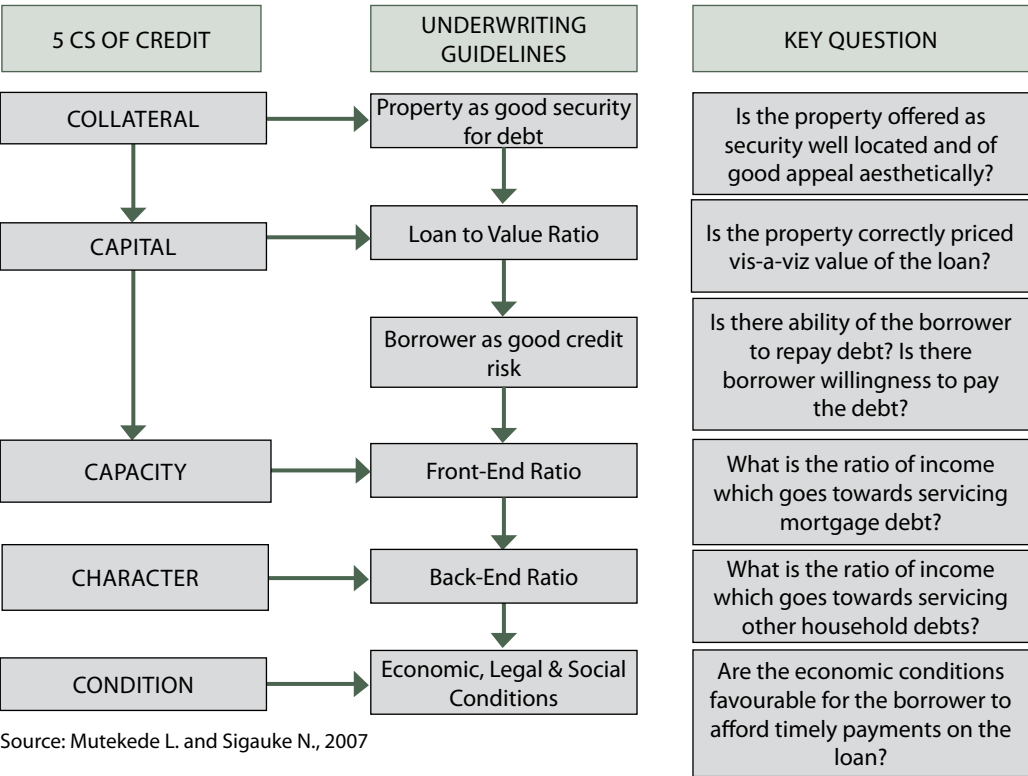 5 CS OF CREDIT
UNDERWRITING
GUIDELINES
KEY QUESTION
COLLATERAL
Property as good security
for debt
Is the property offered as
security well located and of
good appeal aesthetically?
CAPITAL
Loan to Value Ratio
Is the property correctly priced
vis-a-viz value of the loan?
Borrower as good credit
risk
Is there ability of the borrower
to repay debt? Is there
borrower willingness to pay
the debt?
CAPACITY
Front-End Ratio
What is the ratio of income
which goes towards servicing
mortgage debt?
CHARACTER
Back-End Ratio
What is the ratio of income
which goes towards servicing
other household debts?
CONDITION
Economic, Legal & Social
Conditions
Are the economic conditions
favourable for the borrower to
afford timely payments on the
loan?
Source: Mutekede L. and Sigauke N., 2007